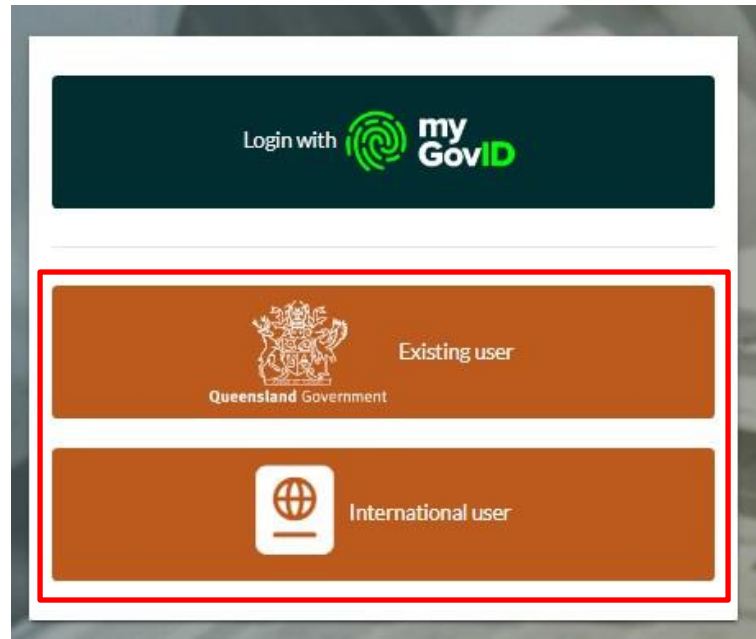 Login with my
GovID
Existing user
Queensland Government
International user